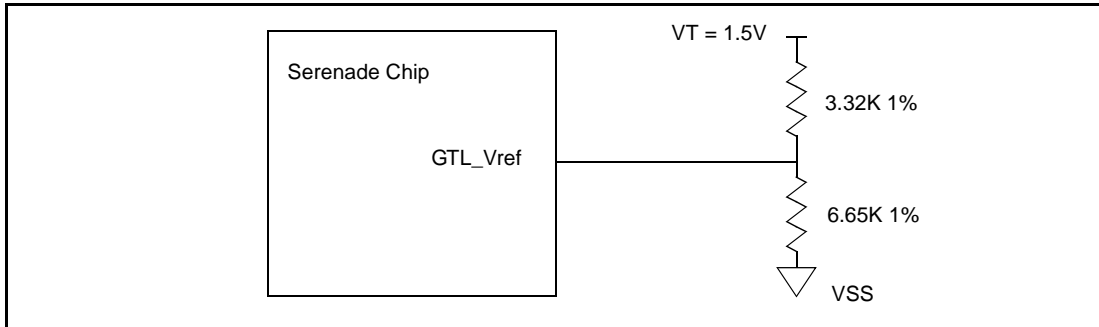 VT = 1.5V
Serenade Chip
3.32K 1%
GTL_Vref
6.65K 1%
VSS